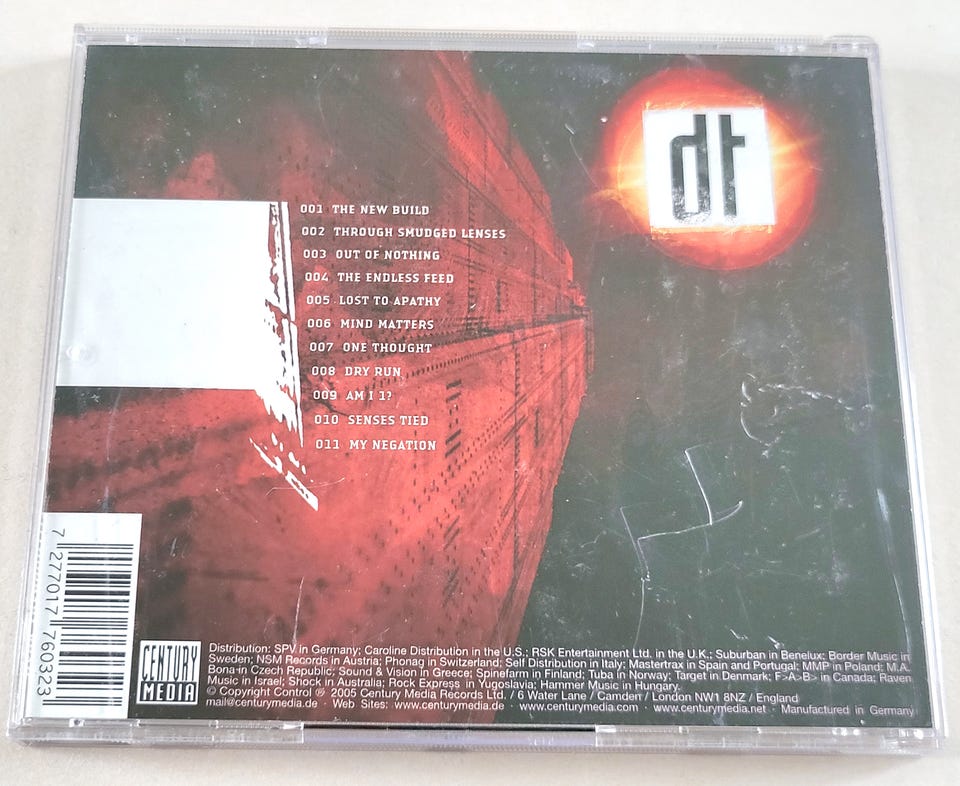 dt
001 THE NEW BUILD
002 THROUGH SMUDGED LENSES
003 OUT OF NOTHING
004 THE ENDLESS FEED
005 LOST TO APATHY
006 MIND MATTERS
007 ONE THOUGHT
008 DRY RUN
009 AM I 1?
010 SENSES TIED
011 MY NEGATION
7 27701 76032 3
CENTURY
MEDIA
Distribution: SPV in Germany; Caroline Distribution in the U.S.; RSK Entertainment Ltd. in the U.K.; Suburban in Benelux; Border Music in
Sweden; NSM Records in Austria; Phonag in Switzerland; Self Distribution in Italy; Mastertrax in Spain and Portugal; MMP in Poland; M.A.
Bona in Czech Republic; Sound & Vision in Greece; Spinefarm in Finland; Tuba in Norway; Target in Denmark; F>A>B> in Canada; Raven
Music in Israel; Shock in Australia; Rock Express in Yugoslavia; Hammer Music in Hungary.
© Copyright Control ℗ 2005 Century Media Records Ltd. / 6 Water Lane / Camden / London NW1 8NZ / England
mail@centurymedia.de · Web Sites: www.centurymedia.de · www.centurymedia.com · www.centurymedia.net · Manufactured in Germany